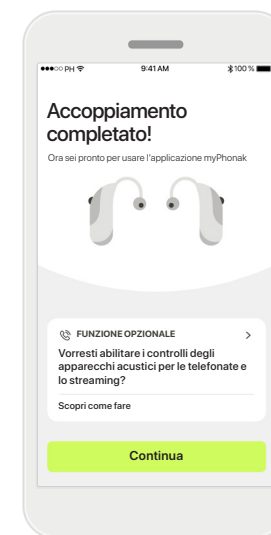 PH 9:41 AM 100 %
Accoppiamento
completato!
Ora sei pronto per usare l'applicazione myPhonak
FUNZIONE OPZIONALE
Vorresti abilitare i controlli degli
apparecchi acustici per le telefonate e
lo streaming?
Scopri come fare
Continua